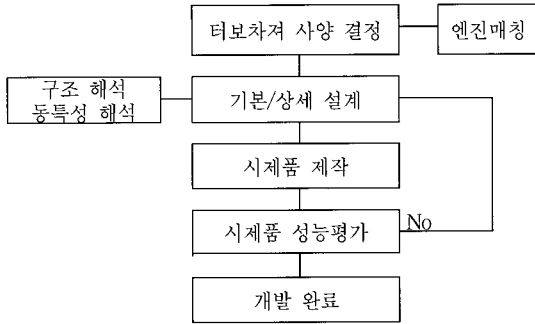 터보차져 사양 결정
엔진매칭
구조 해석
동특성 해석
기본/상세 설계
시제품 제작
시제품 성능평가
No
개발 완료